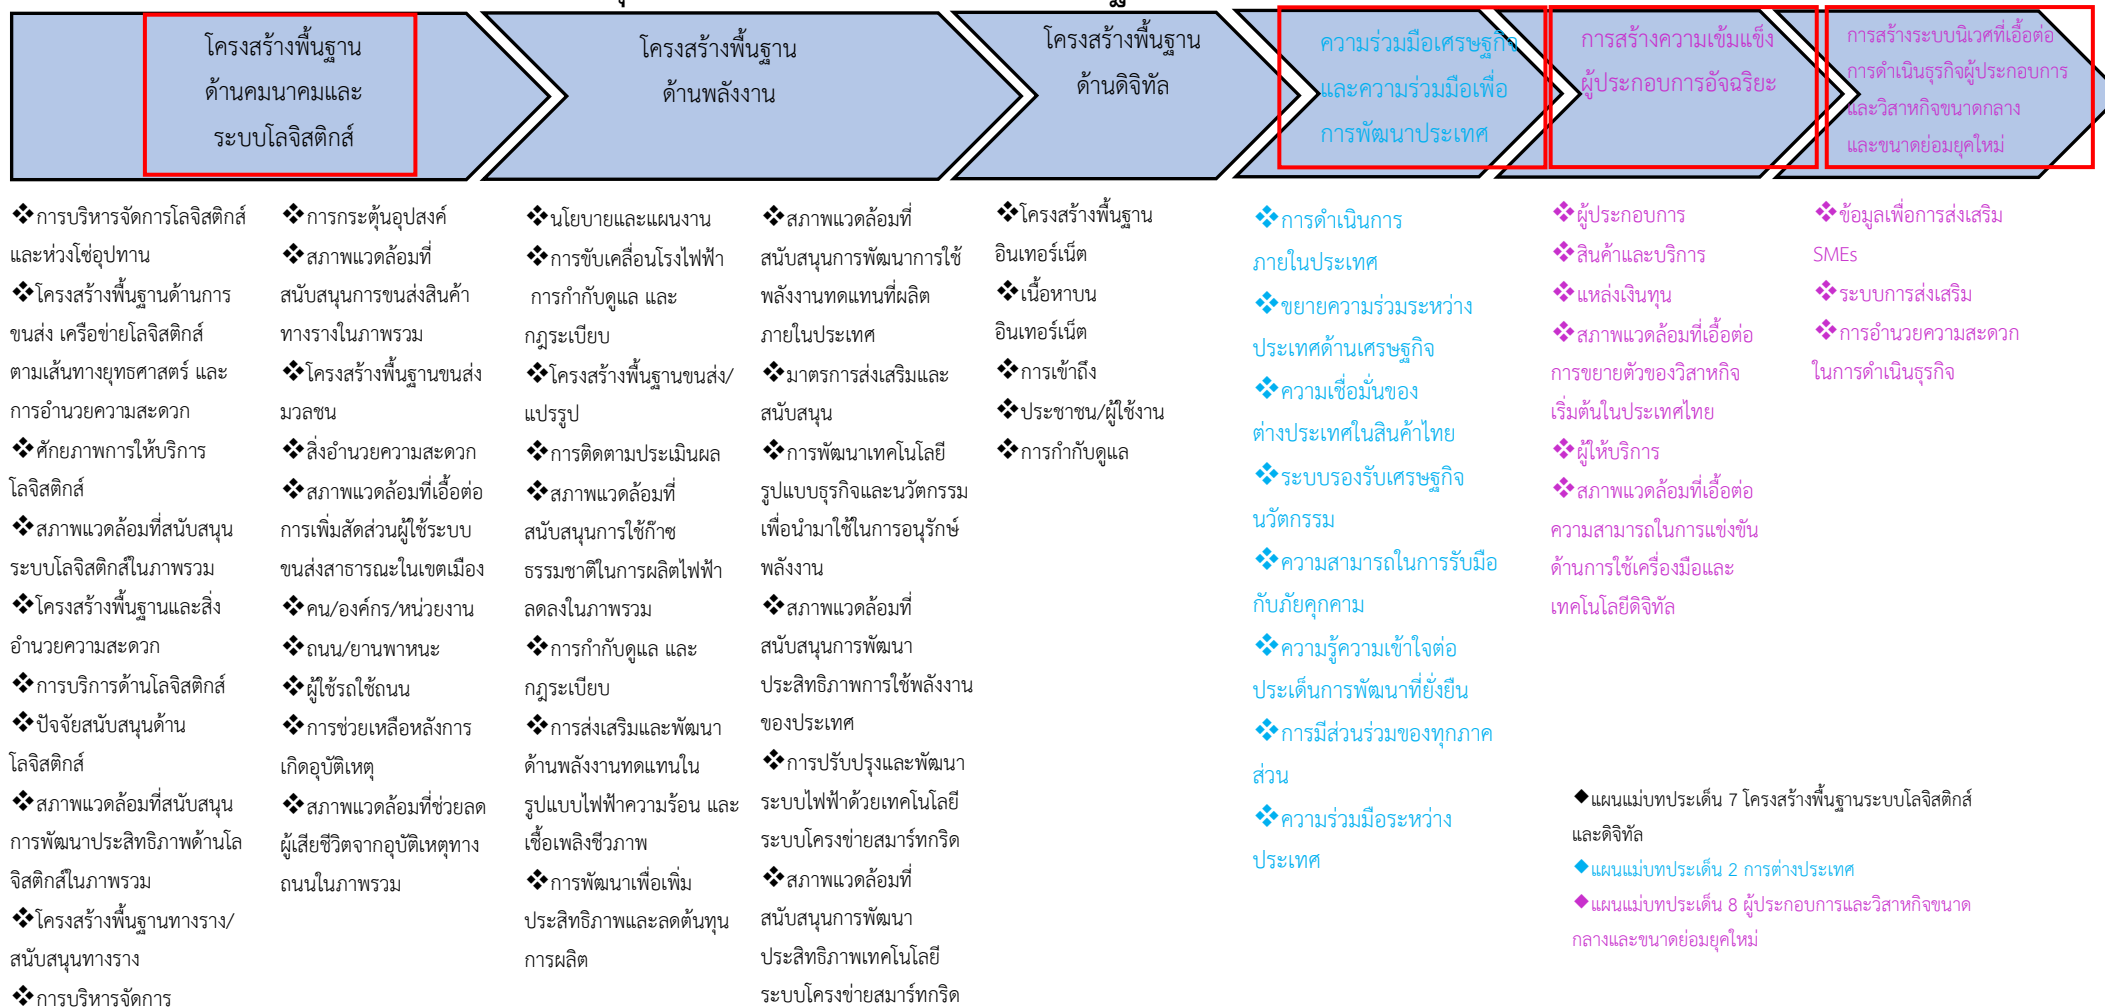 โครงสร้างพื้นฐาน
ด้านคมนาคมและ
ระบบโลจิสติกส์
โครงสร้างพื้นฐาน
ด้านพลังงาน
โครงสร้างพื้นฐาน
ด้านดิจิทัล
ความร่วมมือเศรษฐกิจ
และความร่วมมือเพื่อ
การพัฒนาประเทศ
การสร้างความเข้มแข็ง
ผู้ประกอบการอัจฉริยะ
การสร้างระบบนิเวศที่เอื้อต่อ
การดำเนินธุรกิจผู้ประกอบการ
และวิสาหกิจขนาดกลาง
และขนาดย่อมยุคใหม่
❖การบริหารจัดการโลจิสติกส์
และห่วงโซ่อุปทาน
❖โครงสร้างพื้นฐานด้านการ
ขนส่ง เครือข่ายโลจิสติกส์
ตามเส้นทางยุทธศาสตร์ และ
การอำนวยความสะดวก
❖ศักยภาพการให้บริการ
โลจิสติกส์
❖สภาพแวดล้อมที่สนับสนุน
ระบบโลจิสติกส์ในภาพรวม
❖โครงสร้างพื้นฐานและสิ่ง
อำนวยความสะดวก
❖การบริการด้านโลจิสติกส์
❖ปัจจัยสนับสนุนด้าน
โลจิสติกส์
❖สภาพแวดล้อมที่สนับสนุน
การพัฒนาประสิทธิภาพด้านโล
จิสติกส์ในภาพรวม
❖โครงสร้างพื้นฐานทางราง/
สนับสนุนทางราง
❖การบริหารจัดการ
❖การกระตุ้นอุปสงค์
❖สภาพแวดล้อมที่
สนับสนุนการขนส่งสินค้า
ทางรางในภาพรวม
❖โครงสร้างพื้นฐานขนส่ง
มวลชน
❖สิ่งอำนวยความสะดวก
❖สภาพแวดล้อมที่เอื้อต่อ
การเพิ่มสัดส่วนผู้ใช้ระบบ
ขนส่งสาธารณะในเขตเมือง
❖คน/องค์กร/หน่วยงาน
❖ถนน/ยานพาหนะ
❖ผู้ใช้รถใช้ถนน
❖การช่วยเหลือหลังการ
เกิดอุบัติเหตุ
❖สภาพแวดล้อมที่ช่วยลด
ผู้เสียชีวิตจากอุบัติเหตุทาง
ถนนในภาพรวม
❖นโยบายและแผนงาน
❖การขับเคลื่อนโรงไฟฟ้า
การกำกับดูแล และ
กฎระเบียบ
❖โครงสร้างพื้นฐานขนส่ง/
แปรรูป
❖การติดตามประเมินผล
❖สภาพแวดล้อมที่
สนับสนุนการใช้ก๊าซ
ธรรมชาติในการผลิตไฟฟ้า
ลดลงในภาพรวม
❖การกำกับดูแล และ
กฎระเบียบ
❖การส่งเสริมและพัฒนา
ด้านพลังงานทดแทนใน
รูปแบบไฟฟ้าความร้อน และ
เชื้อเพลิงชีวภาพ
❖การพัฒนาเพื่อเพิ่ม
ประสิทธิภาพและลดต้นทุน
การผลิต
❖สภาพแวดล้อมที่
สนับสนุนการพัฒนาการใช้
พลังงานทดแทนที่ผลิต
ภายในประเทศ
❖มาตรการส่งเสริมและ
สนับสนุน
❖การพัฒนาเทคโนโลยี
รูปแบบธุรกิจและนวัตกรรม
เพื่อนำมาใช้ในการอนุรักษ์
พลังงาน
❖สภาพแวดล้อมที่
สนับสนุนการพัฒนา
ประสิทธิภาพการใช้พลังงาน
ของประเทศ
❖การปรับปรุงและพัฒนา
ระบบไฟฟ้าด้วยเทคโนโลยี
ระบบโครงข่ายสมาร์ทกริด
❖สภาพแวดล้อมที่
สนับสนุนการพัฒนา
ประสิทธิภาพเทคโนโลยี
ระบบโครงข่ายสมาร์ทกริด
❖โครงสร้างพื้นฐาน
อินเทอร์เน็ต
❖เนื้อหาบน
อินเทอร์เน็ต
❖การเข้าถึง
❖ประชาชน/ผู้ใช้งาน
❖การกำกับดูแล
❖การดำเนินการ
ภายในประเทศ
❖ขยายความร่วมระหว่าง
ประเทศด้านเศรษฐกิจ
❖ความเชื่อมั่นของ
ต่างประเทศในสินค้าไทย
❖ระบบรองรับเศรษฐกิจ
นวัตกรรม
❖ความสามารถในการรับมือ
กับภัยคุกคาม
❖ความรู้ความเข้าใจต่อ
ประเด็นการพัฒนาที่ยั่งยืน
❖การมีส่วนร่วมของทุกภาค
ส่วน
❖ความร่วมมือระหว่าง
ประเทศ
❖ผู้ประกอบการ
❖สินค้าและบริการ
❖แหล่งเงินทุน
❖สภาพแวดล้อมที่เอื้อต่อ
การขยายตัวของวิสาหกิจ
เริ่มต้นในประเทศไทย
❖ผู้ให้บริการ
❖สภาพแวดล้อมที่เอื้อต่อ
ความสามารถในการแข่งขัน
ด้านการใช้เครื่องมือและ
เทคโนโลยีดิจิทัล
❖ข้อมูลเพื่อการส่งเสริม
SMEs
❖ระบบการส่งเสริม
❖การอำนวยความสะดวก
ในการดำเนินธุรกิจ
◆แผนแม่บทประเด็น 7 โครงสร้างพื้นฐานระบบโลจิสติกส์
และดิจิทัล
◆แผนแม่บทประเด็น 2 การต่างประเทศ
◆แผนแม่บทประเด็น 8 ผู้ประกอบการและวิสาหกิจขนาด
กลางและขนาดย่อมยุคใหม่